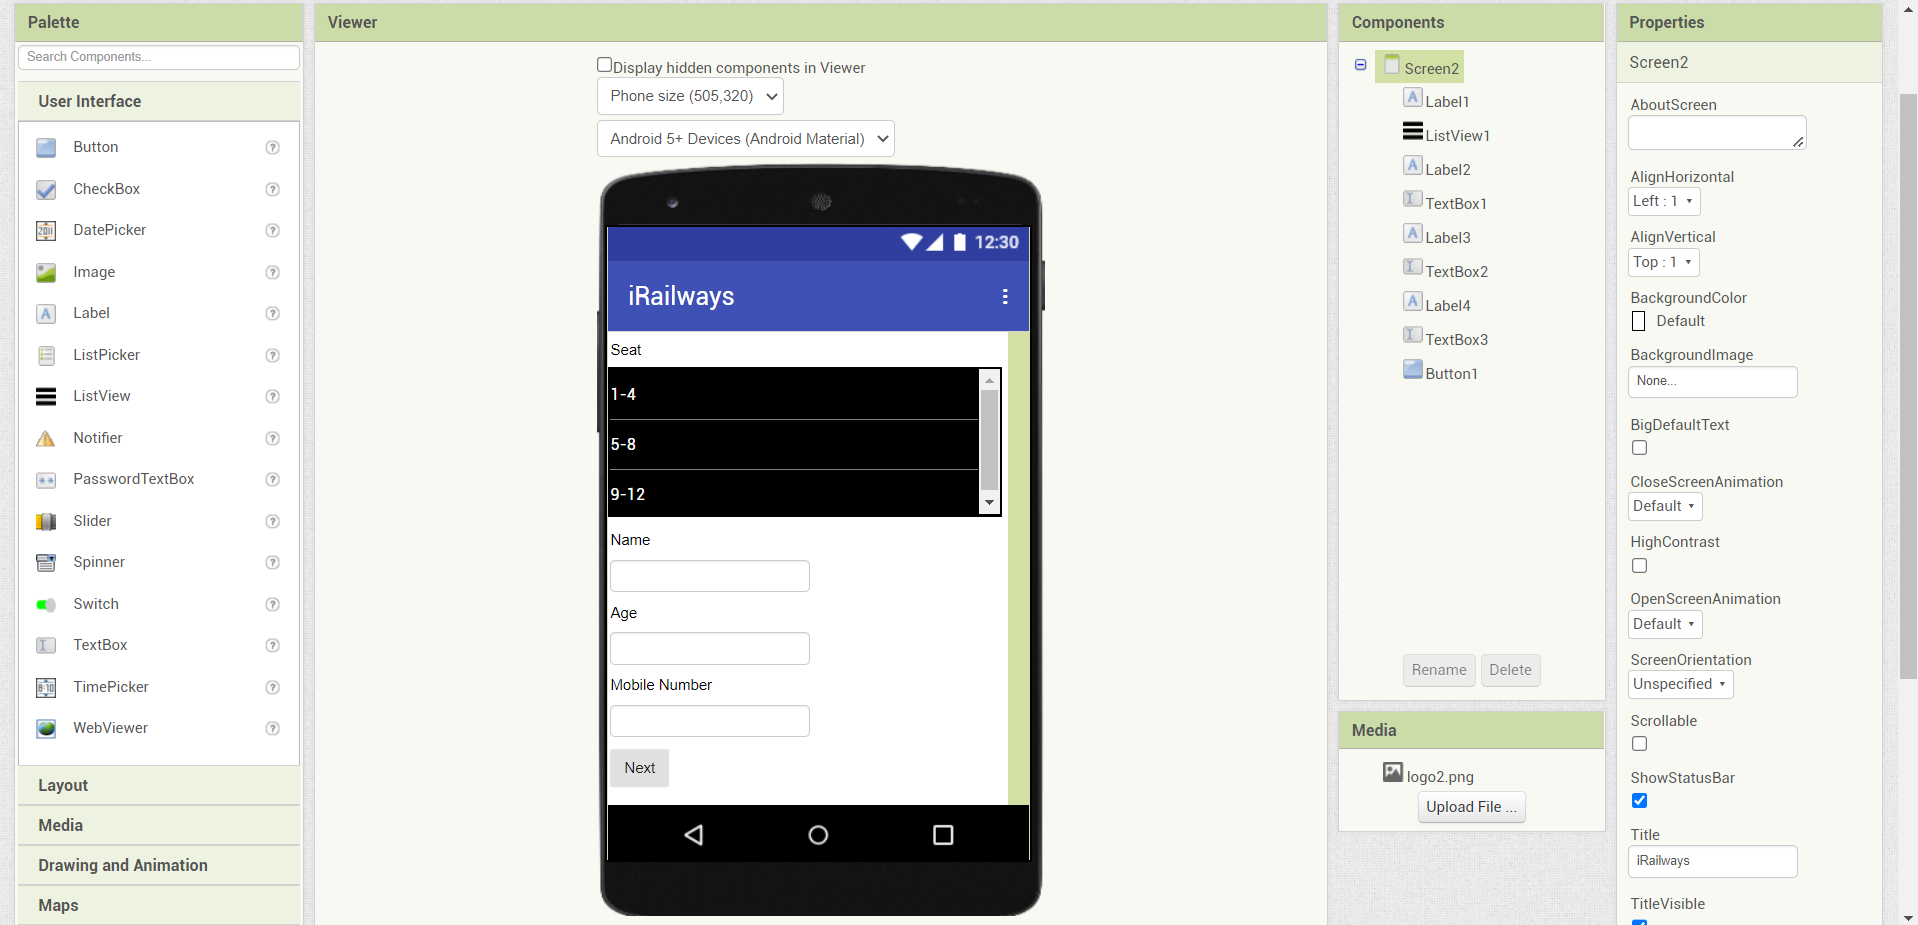 Palette
Search Components...
User Interface
Button
?
CheckBox
?
DatePicker
?
Image
?
Label
?
ListPicker
?
ListView
?
Notifier
?
PasswordTextBox
?
Slider
?
Spinner
?
Switch
?
TextBox
?
TimePicker
?
WebViewer
?
Layout
Media
Drawing and Animation
Maps
Viewer
Display hidden components in Viewer
Phone size (505,320)
Android 5+ Devices (Android Material)
12:30
iRailways
Seat
1-4
5-8
9-12
Name
Age
Mobile Number
Next
Components
Screen2
A Label1
ListView1
A Label2
TextBox1
A Label3
TextBox2
A Label4
TextBox3
Button1
Rename Delete
Media
logo2.png
Upload File ...
Properties
Screen2
AboutScreen
AlignHorizontal
Left : 1
AlignVertical
Top : 1
BackgroundColor
Default
BackgroundImage
None...
BigDefaultText
CloseScreenAnimation
Default
HighContrast
OpenScreenAnimation
Default
ScreenOrientation
Unspecified
Scrollable
ShowStatusBar
Title
iRailways
TitleVisible